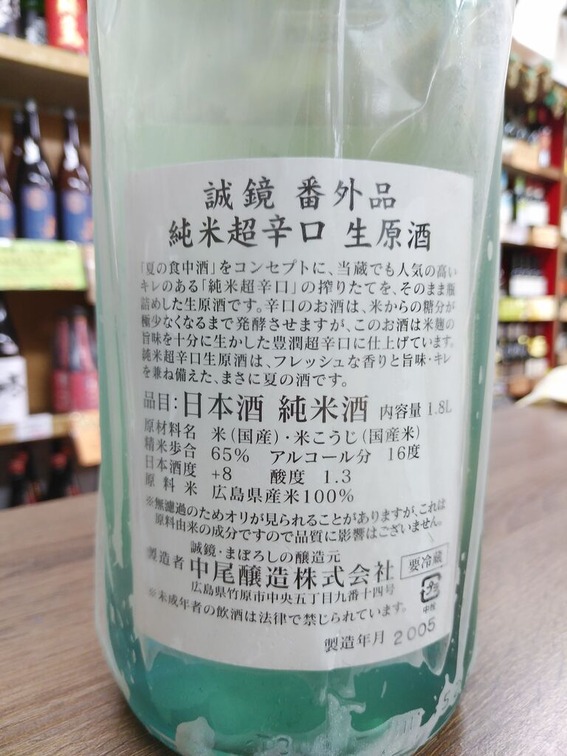 誠鏡 番外品
純米超辛口 生原酒
「夏の食中酒」をコンセプトに、当蔵でも人気の高い
キレのある「純米超辛口」の搾りたてを、そのまま瓶
詰めした生原酒です。辛口のお酒は、米からの糖分が
極少なくなるまで発酵させますが、このお酒は米麹の
旨味を十分に生かした豊潤超辛口に仕上げています。
純米超辛口生原酒は、フレッシュな香りと旨味・キレ
を兼ね備えた、まさに夏の酒です。
品目:日本酒 純米酒 内容量 1.8L
原材料名 米(国産)・米こうじ(国産米)
精米歩合 65% アルコール分 16度
日本酒度 +8 酸度 1.3
原料米 広島県産米100%
※無濾過のためオリが見られることがありますが、これは
原料由来の成分ですので品質に影響はございません。
誠鏡・まぼろしの醸造元
製造者 中尾醸造株式会社 要冷蔵
広島県竹原市中央五丁目九番十四号
※未成年者の飲酒は法律で禁じられています。
製造年月 2005